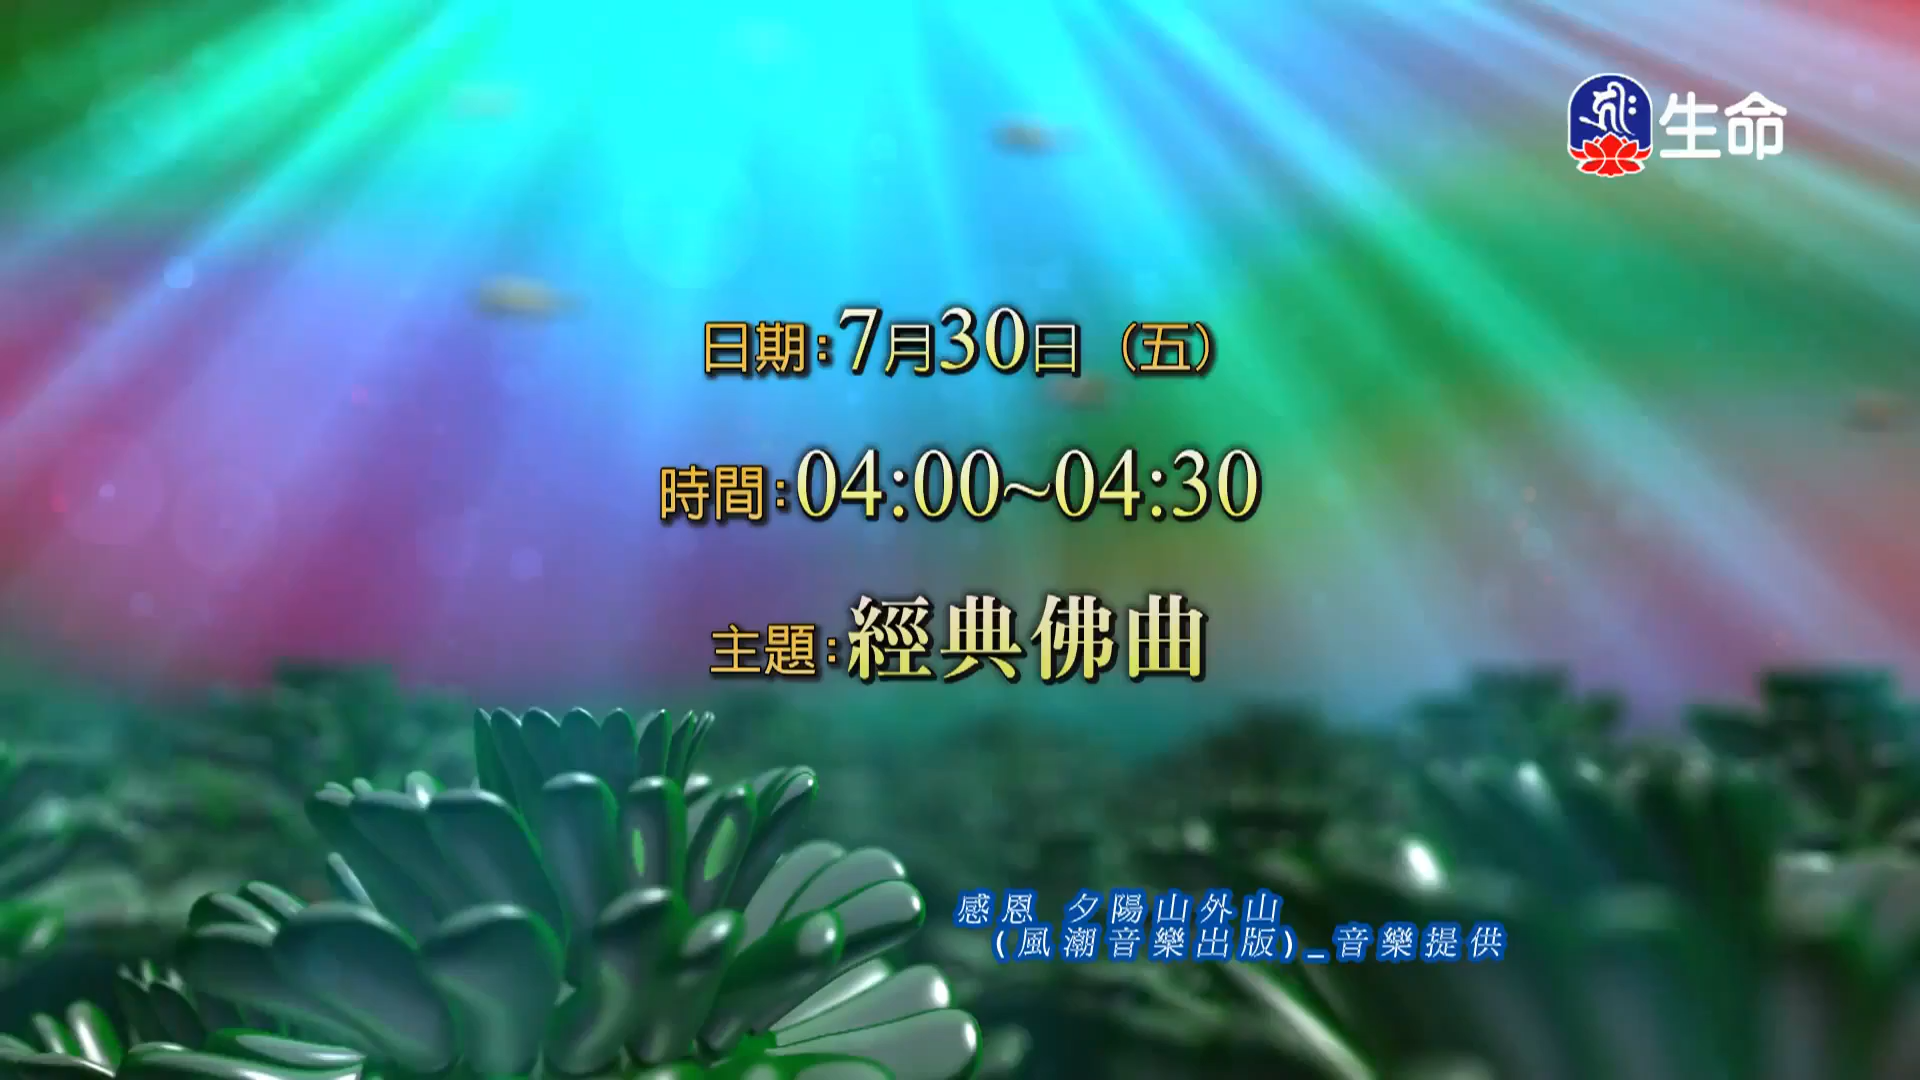 生命
日期:7月30日（五）
時間:04:00~04:30
主題:經典佛曲
感恩 夕陽山外山
(風潮音樂出版)_音樂提供